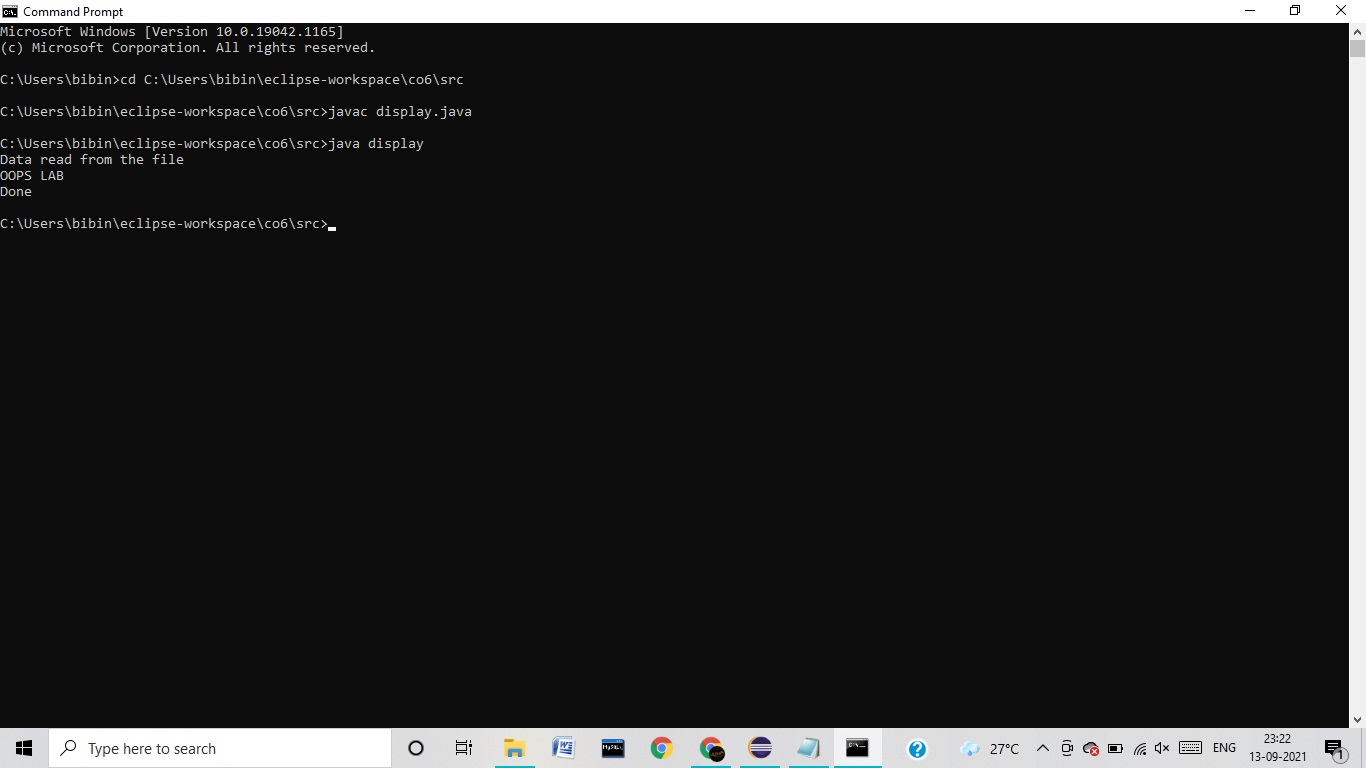 Command Prompt
Microsoft Windows [Version 10.0.19042.1165]
(c) Microsoft Corporation. All rights reserved.
C:\Users\bibin>cd C:\Users\bibin\eclipse-workspace\co6\src
C:\Users\bibin\eclipse-workspace\co6\src>javac display.java
C:\Users\bibin\eclipse-workspace\co6\src>java display
Data read from the file
OOPS LAB
Done
C:\Users\bibin\eclipse-workspace\co6\src>
Type here to search
MySQL
27°C
ENG
23:22
13-09-2021
1